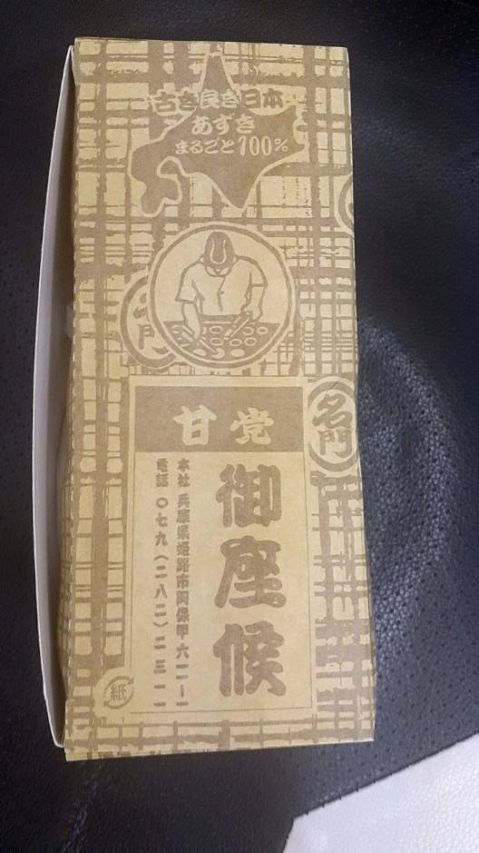 古き良き日本
あずき
まるごと100%
名門
甘党
御座候
本社 兵庫県姫路市阿保甲六一一ー一
電話〇七九(二八二)二三一一
紙